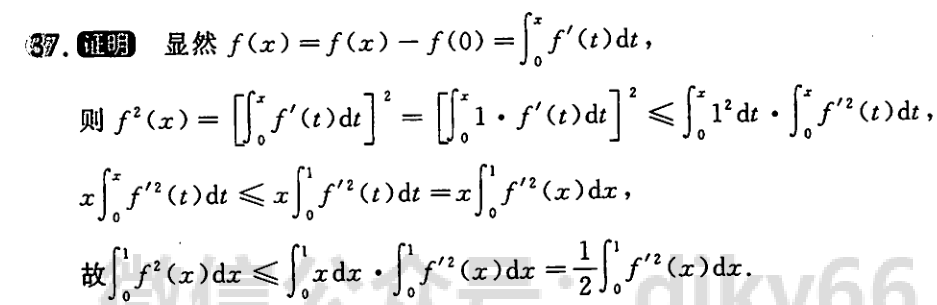 37. 证明 显然 f(x)=f(x)-f(0)=∫₀ˣ f′(t)dt,
则 f²(x)=[∫₀ˣ f′(t)dt]²=[∫₀ˣ 1·f′(t)dt]²≤∫₀ˣ 1²dt·∫₀ˣ f′²(t)dt,
x∫₀ˣ f′²(t)dt≤x∫₀¹ f′²(t)dt=x∫₀¹ f′²(x)dx,
故∫₀¹ f²(x)dx≤∫₀¹ xdx·∫₀¹ f′²(x)dx=½∫₀¹ f′²(x)dx.
djky66